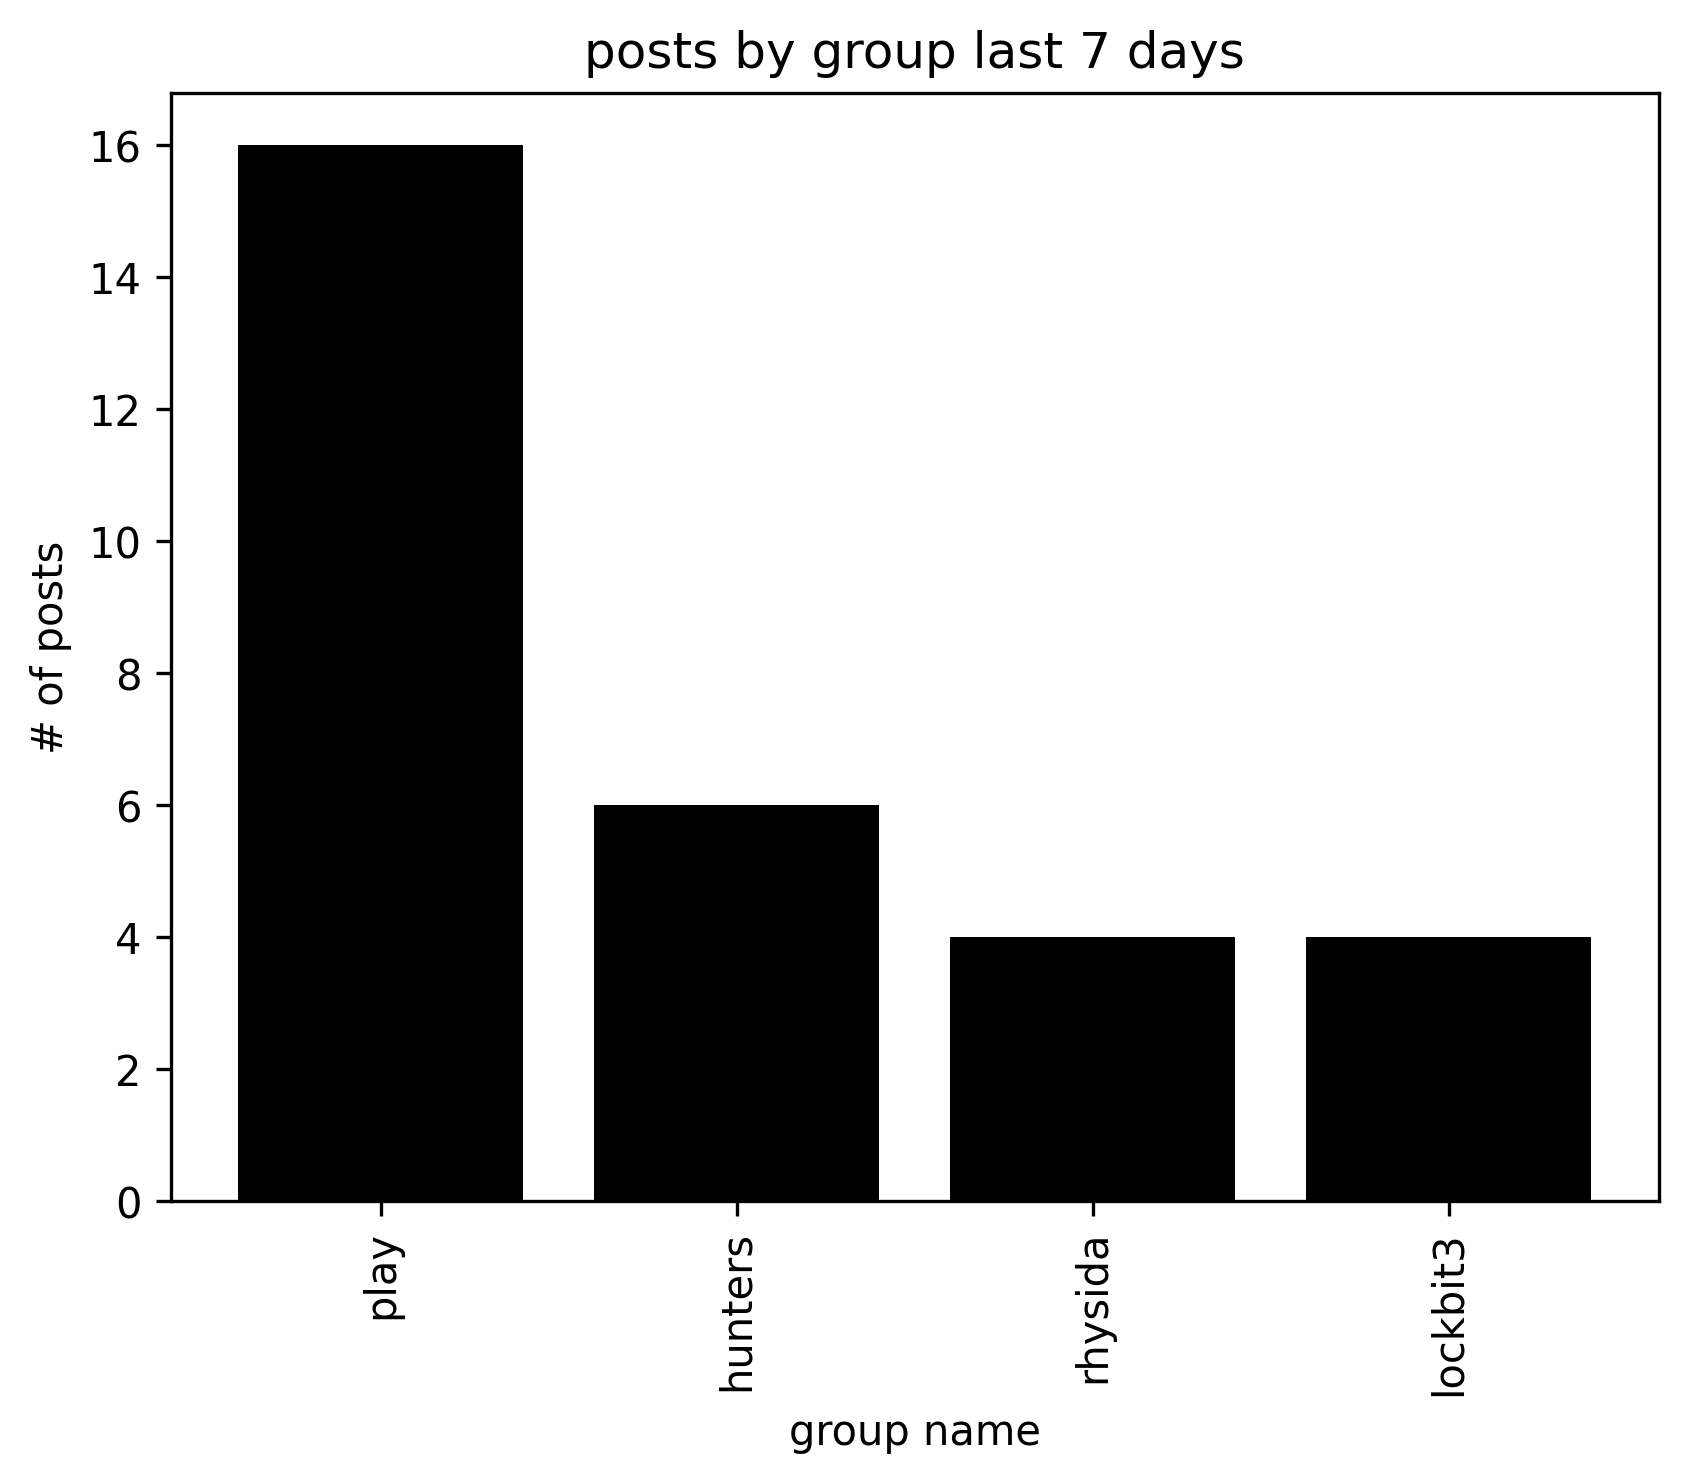 posts by group last 7 days
16
14
12
10
8
6
4
2
0
# of posts
play
hunters
rhysida
lockbit3
group name